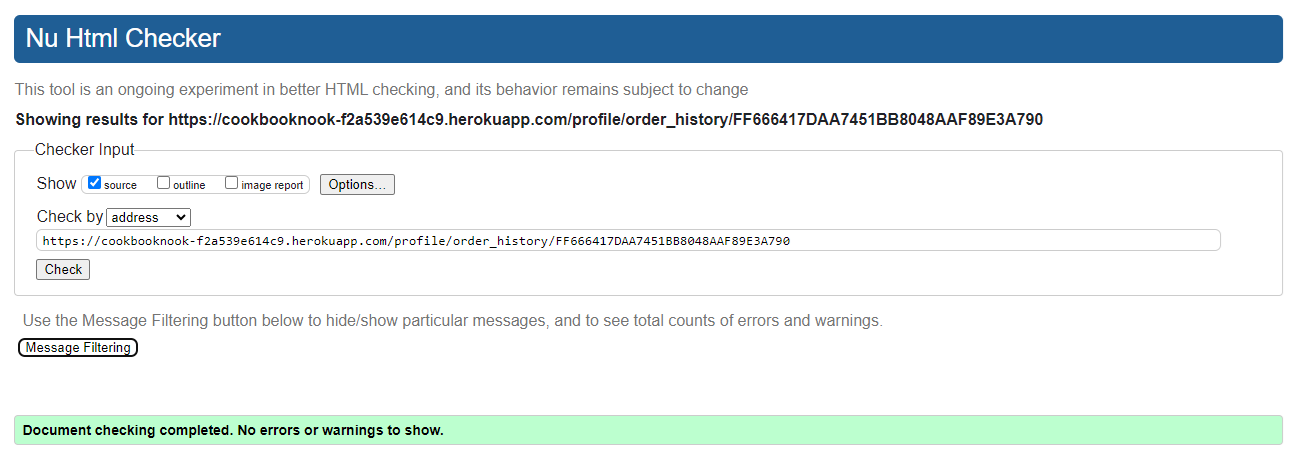 Nu Html Checker
This tool is an ongoing experiment in better HTML checking, and its behavior remains subject to change
Showing results for https://cookbooknook-f2a539e614c9.herokuapp.com/profile/order_history/FF666417DAA7451BB8048AAF89E3A790
Checker Input
Show source outline image report Options...
Check by address
https://cookbooknook-f2a539e614c9.herokuapp.com/profile/order_history/FF666417DAA7451BB8048AAF89E3A790
Check
Use the Message Filtering button below to hide/show particular messages, and to see total counts of errors and warnings.
Message Filtering
Document checking completed. No errors or warnings to show.